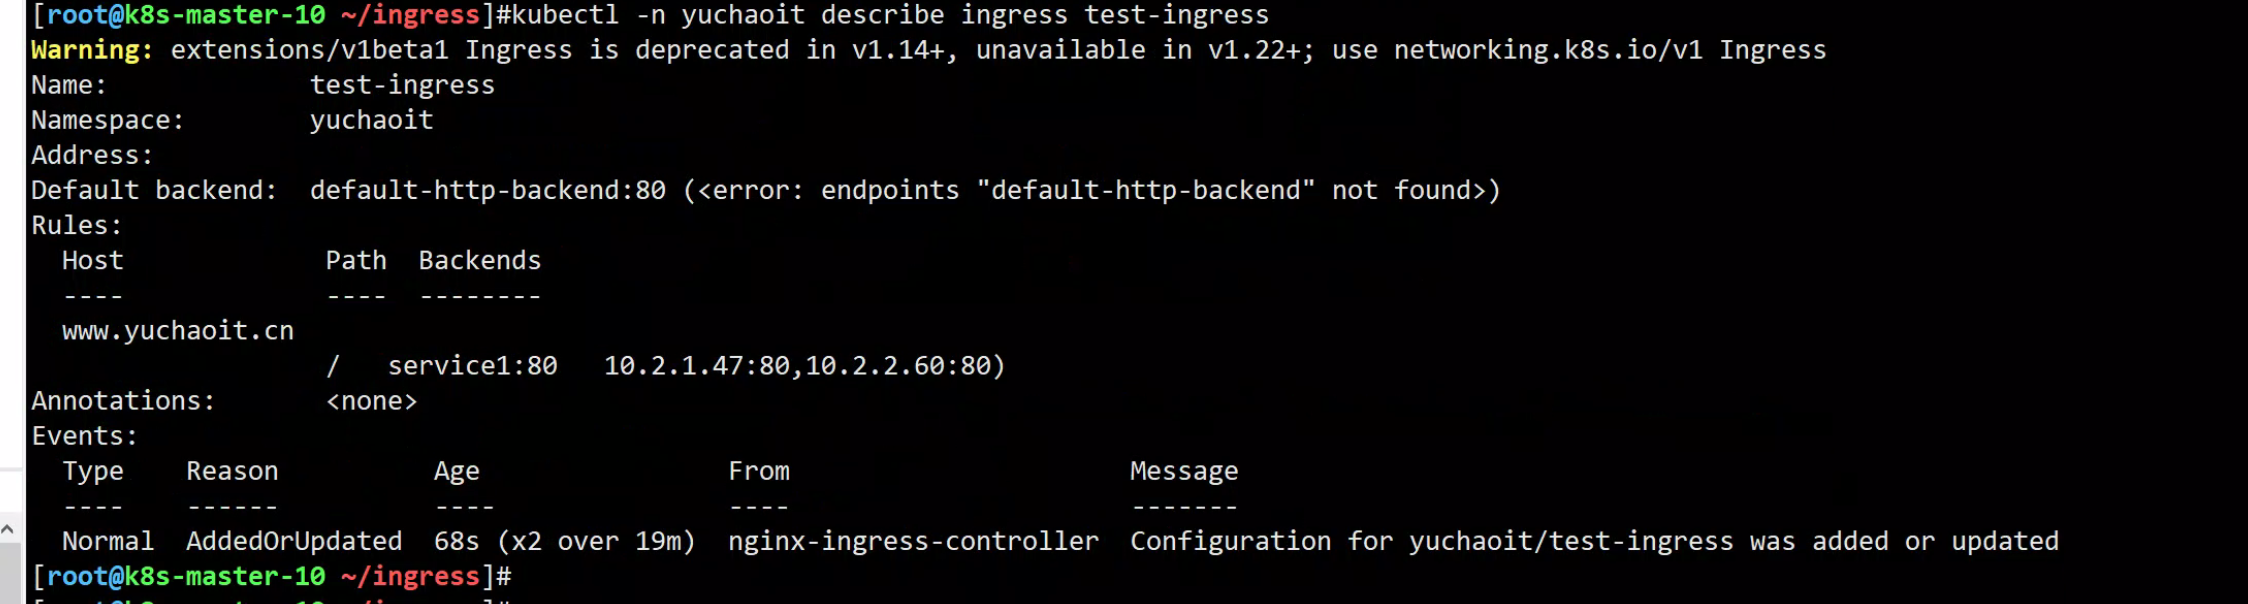 [root@k8s-master-10 ~/ingress]#kubectl -n yuchaoit describe ingress test-ingress
Warning: extensions/v1beta1 Ingress is deprecated in v1.14+, unavailable in v1.22+; use networking.k8s.io/v1 Ingress
Name:             test-ingress
Namespace:        yuchaoit
Address:
Default backend:  default-http-backend:80 (<error: endpoints "default-http-backend" not found>)
Rules:
  Host             Path  Backends
  ----             ----  --------
  www.yuchaoit.cn
                   /   service1:80   10.2.1.47:80,10.2.2.60:80)
Annotations:       <none>
Events:
  Type    Reason          Age                From                      Message
  ----    ------          ----               ----                      -------
  Normal  AddedOrUpdated  68s (x2 over 19m)  nginx-ingress-controller  Configuration for yuchaoit/test-ingress was added or updated
[root@k8s-master-10 ~/ingress]#